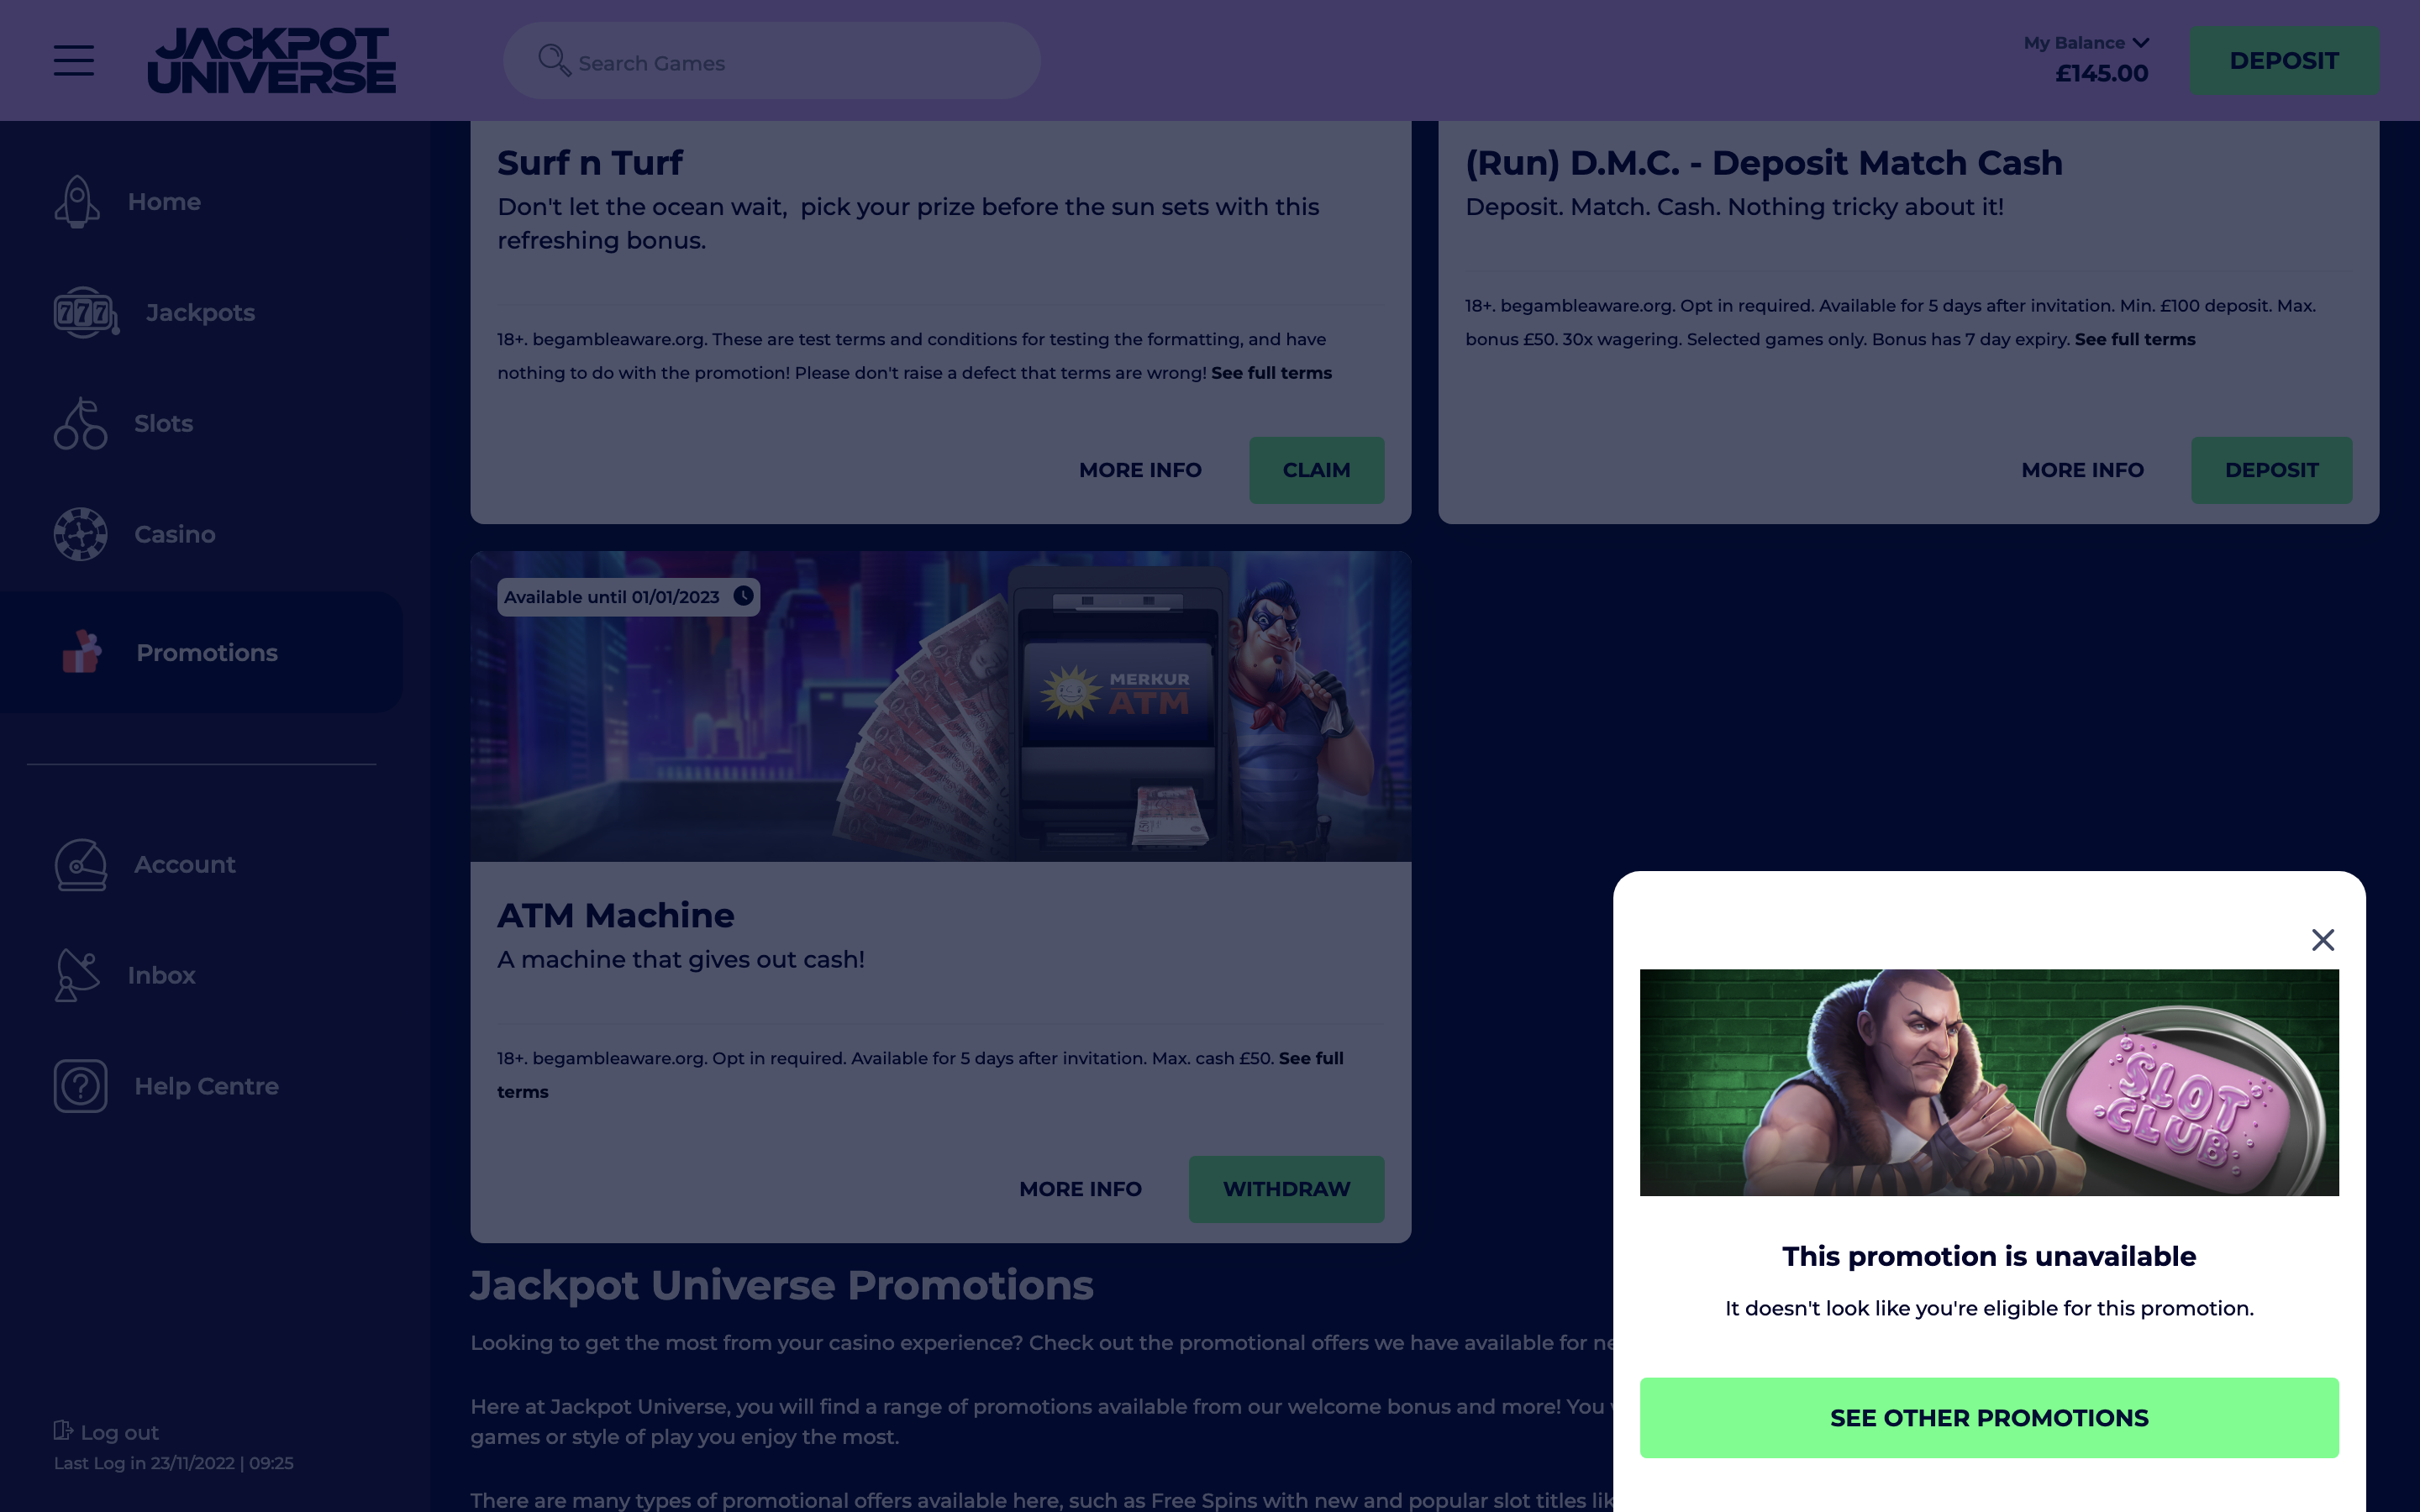 JACKPOT
UNIVERSE
Search Games
My Balance
£145.00
DEPOSIT
Home
Jackpots
Slots
Casino
Promotions
Account
Inbox
Help Centre
Log out
Last Log in 23/11/2022 | 09:25
Surf n Turf
Don't let the ocean wait,  pick your prize before the sun sets with this
refreshing bonus.
18+. begambleaware.org. These are test terms and conditions for testing the formatting, and have
nothing to do with the promotion! Please don't raise a defect that terms are wrong! See full terms
MORE INFO
CLAIM
(Run) D.M.C. - Deposit Match Cash
Deposit. Match. Cash. Nothing tricky about it!
18+. begambleaware.org. Opt in required. Available for 5 days after invitation. Min. £100 deposit. Max.
bonus £50. 30x wagering. Selected games only. Bonus has 7 day expiry. See full terms
MORE INFO
DEPOSIT
Available until 01/01/2023
MERKUR
ATM
ATM Machine
A machine that gives out cash!
18+. begambleaware.org. Opt in required. Available for 5 days after invitation. Max. cash £50. See full
terms
MORE INFO
WITHDRAW
Jackpot Universe Promotions
Looking to get the most from your casino experience? Check out the promotional offers we have available for
Here at Jackpot Universe, you will find a range of promotions available from our welcome bonus and more! You
games or style of play you enjoy the most.
There are many types of promotional offers available here, such as Free Spins with new and popular slot titles
SLOT
CLUB
This promotion is unavailable
It doesn't look like you're eligible for this promotion.
SEE OTHER PROMOTIONS